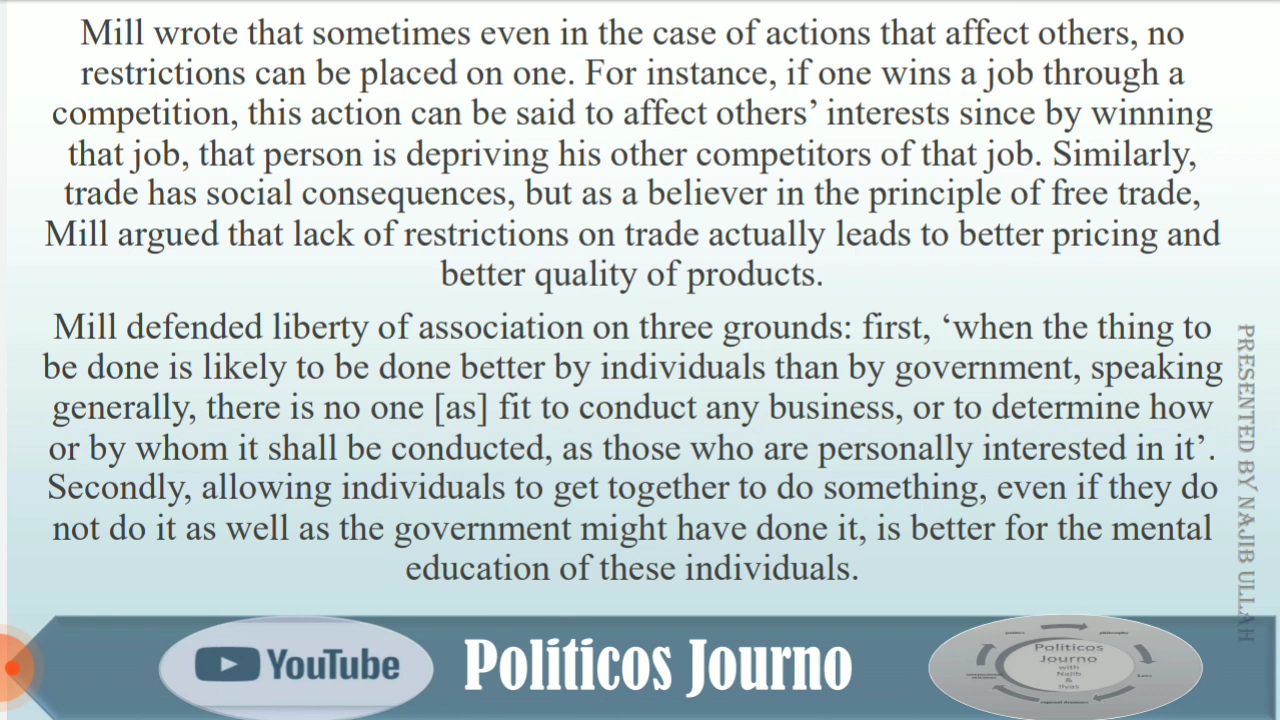 Mill wrote that sometimes even in the case of actions that affect others, no
restrictions can be placed on one. For instance, if one wins a job through a
competition, this action can be said to affect others’ interests since by winning
that job, that person is depriving his other competitors of that job. Similarly,
trade has social consequences, but as a believer in the principle of free trade,
Mill argued that lack of restrictions on trade actually leads to better pricing and
better quality of products.
Mill defended liberty of association on three grounds: first, ‘when the thing to
be done is likely to be done better by individuals than by government, speaking
generally, there is no one [as] fit to conduct any business, or to determine how
or by whom it shall be conducted, as those who are personally interested in it’.
Secondly, allowing individuals to get together to do something, even if they do
not do it as well as the government might have done it, is better for the mental
education of these individuals.
PRESENTED BY NAJIB ULLAH
YouTube
Politicos Journo
Politicos
Journo
with
Najib
&